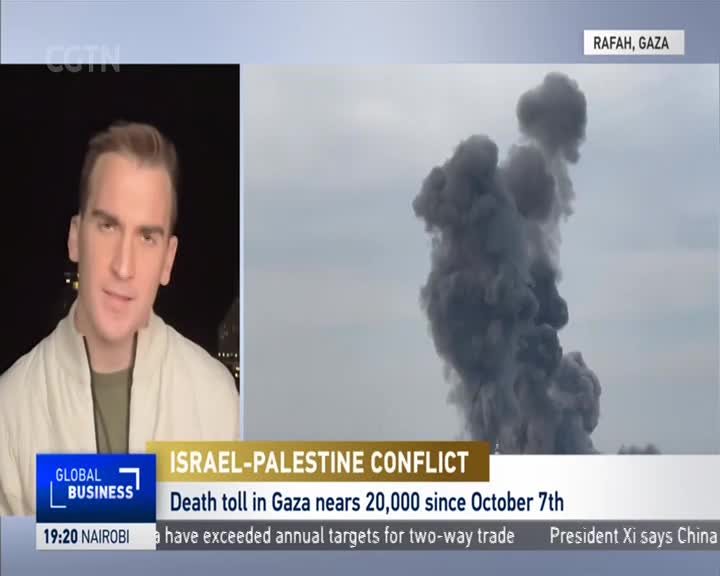 CGTN
RAFAH, GAZA
ISRAEL-PALESTINE CONFLICT
GLOBAL
BUSINESS
Death toll in Gaza nears 20,000 since October 7th
19:20 NAIROBI
a have exceeded annual targets for two-way trade President Xi says China